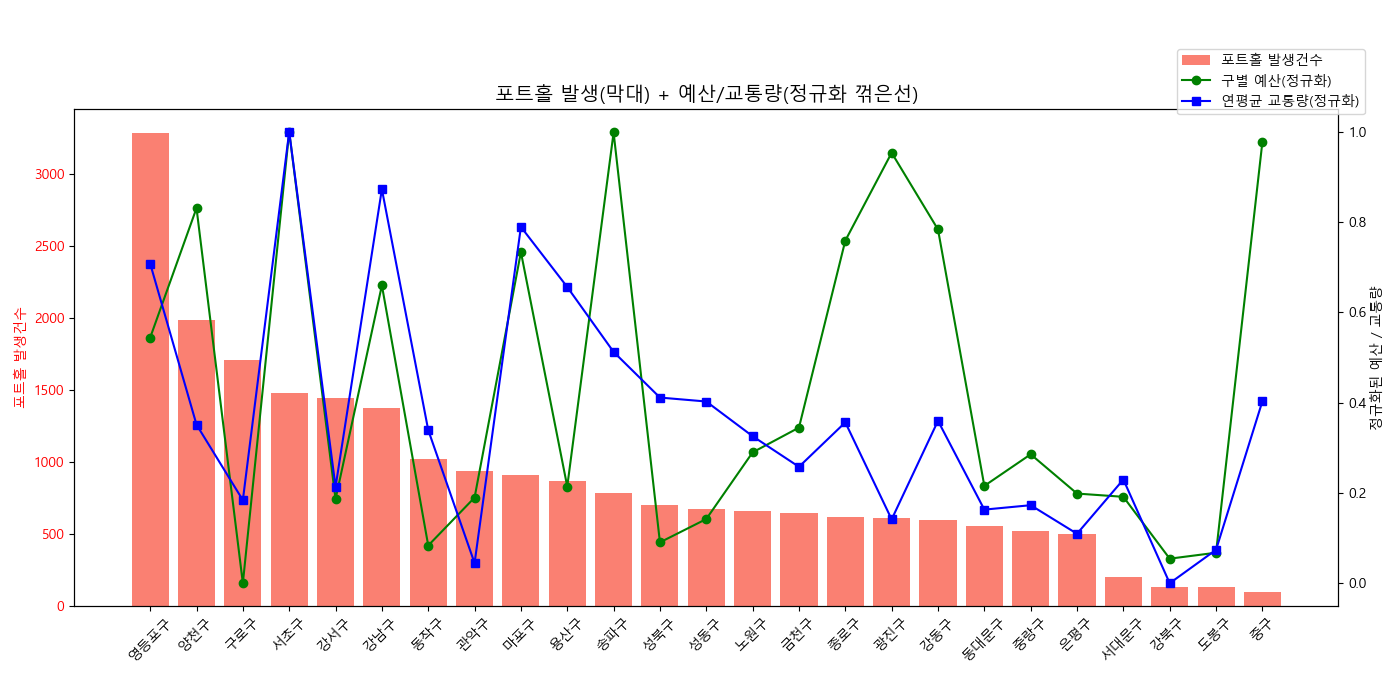 포트홀 발생건수
구별 예산(정규화)
연평균 교통량(정규화)
포트홀 발생(막대) + 예산/교통량(정규화 꺾은선)
포트홀 발생건수
3000
2500
2000
1500
1000
500
0
1.0
0.8
0.6
0.4
0.2
0.0
정규화된 예산 / 교통량
영등포구
양천구
구로구
서초구
강서구
강남구
동작구
관악구
마포구
용산구
송파구
성북구
성동구
노원구
금천구
종로구
광진구
강동구
동대문구
중랑구
은평구
서대문구
강북구
도봉구
중구